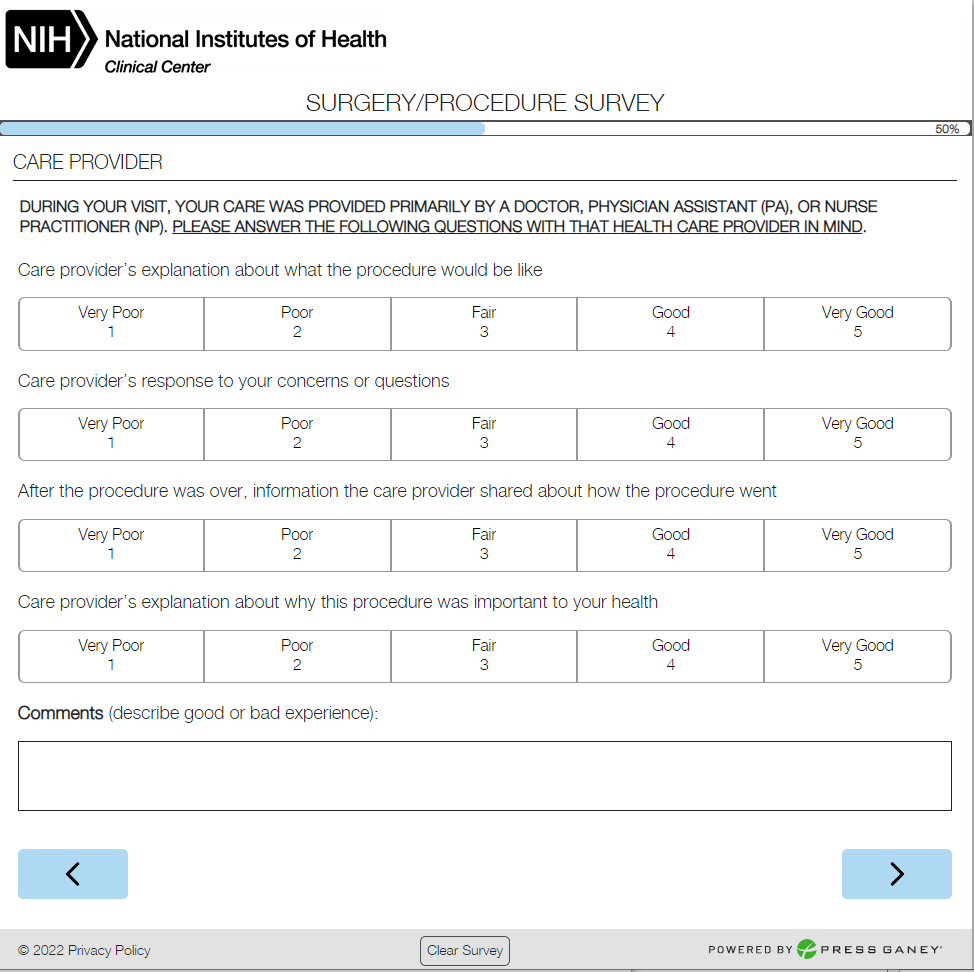 NIH National Institutes of Health
Clinical Center
SURGERY/PROCEDURE SURVEY
50%
CARE PROVIDER
DURING YOUR VISIT, YOUR CARE WAS PROVIDED PRIMARILY BY A DOCTOR, PHYSICIAN ASSISTANT (PA), OR NURSE
PRACTITIONER (NP). PLEASE ANSWER THE FOLLOWING QUESTIONS WITH THAT HEALTH CARE PROVIDER IN MIND.
Care provider's explanation about what the procedure would be like
Very Poor Poor Fair Good Very Good
1 2 3 4 5
Care provider's response to your concerns or questions
Very Poor Poor Fair Good Very Good
1 2 3 4 5
After the procedure was over, information the care provider shared about how the procedure went
Very Poor Poor Fair Good Very Good
1 2 3 4 5
Care provider's explanation about why this procedure was important to your health
Very Poor Poor Fair Good Very Good
1 2 3 4 5
Comments (describe good or bad experience):
© 2022 Privacy Policy Clear Survey POWERED BY PRESS GANEY